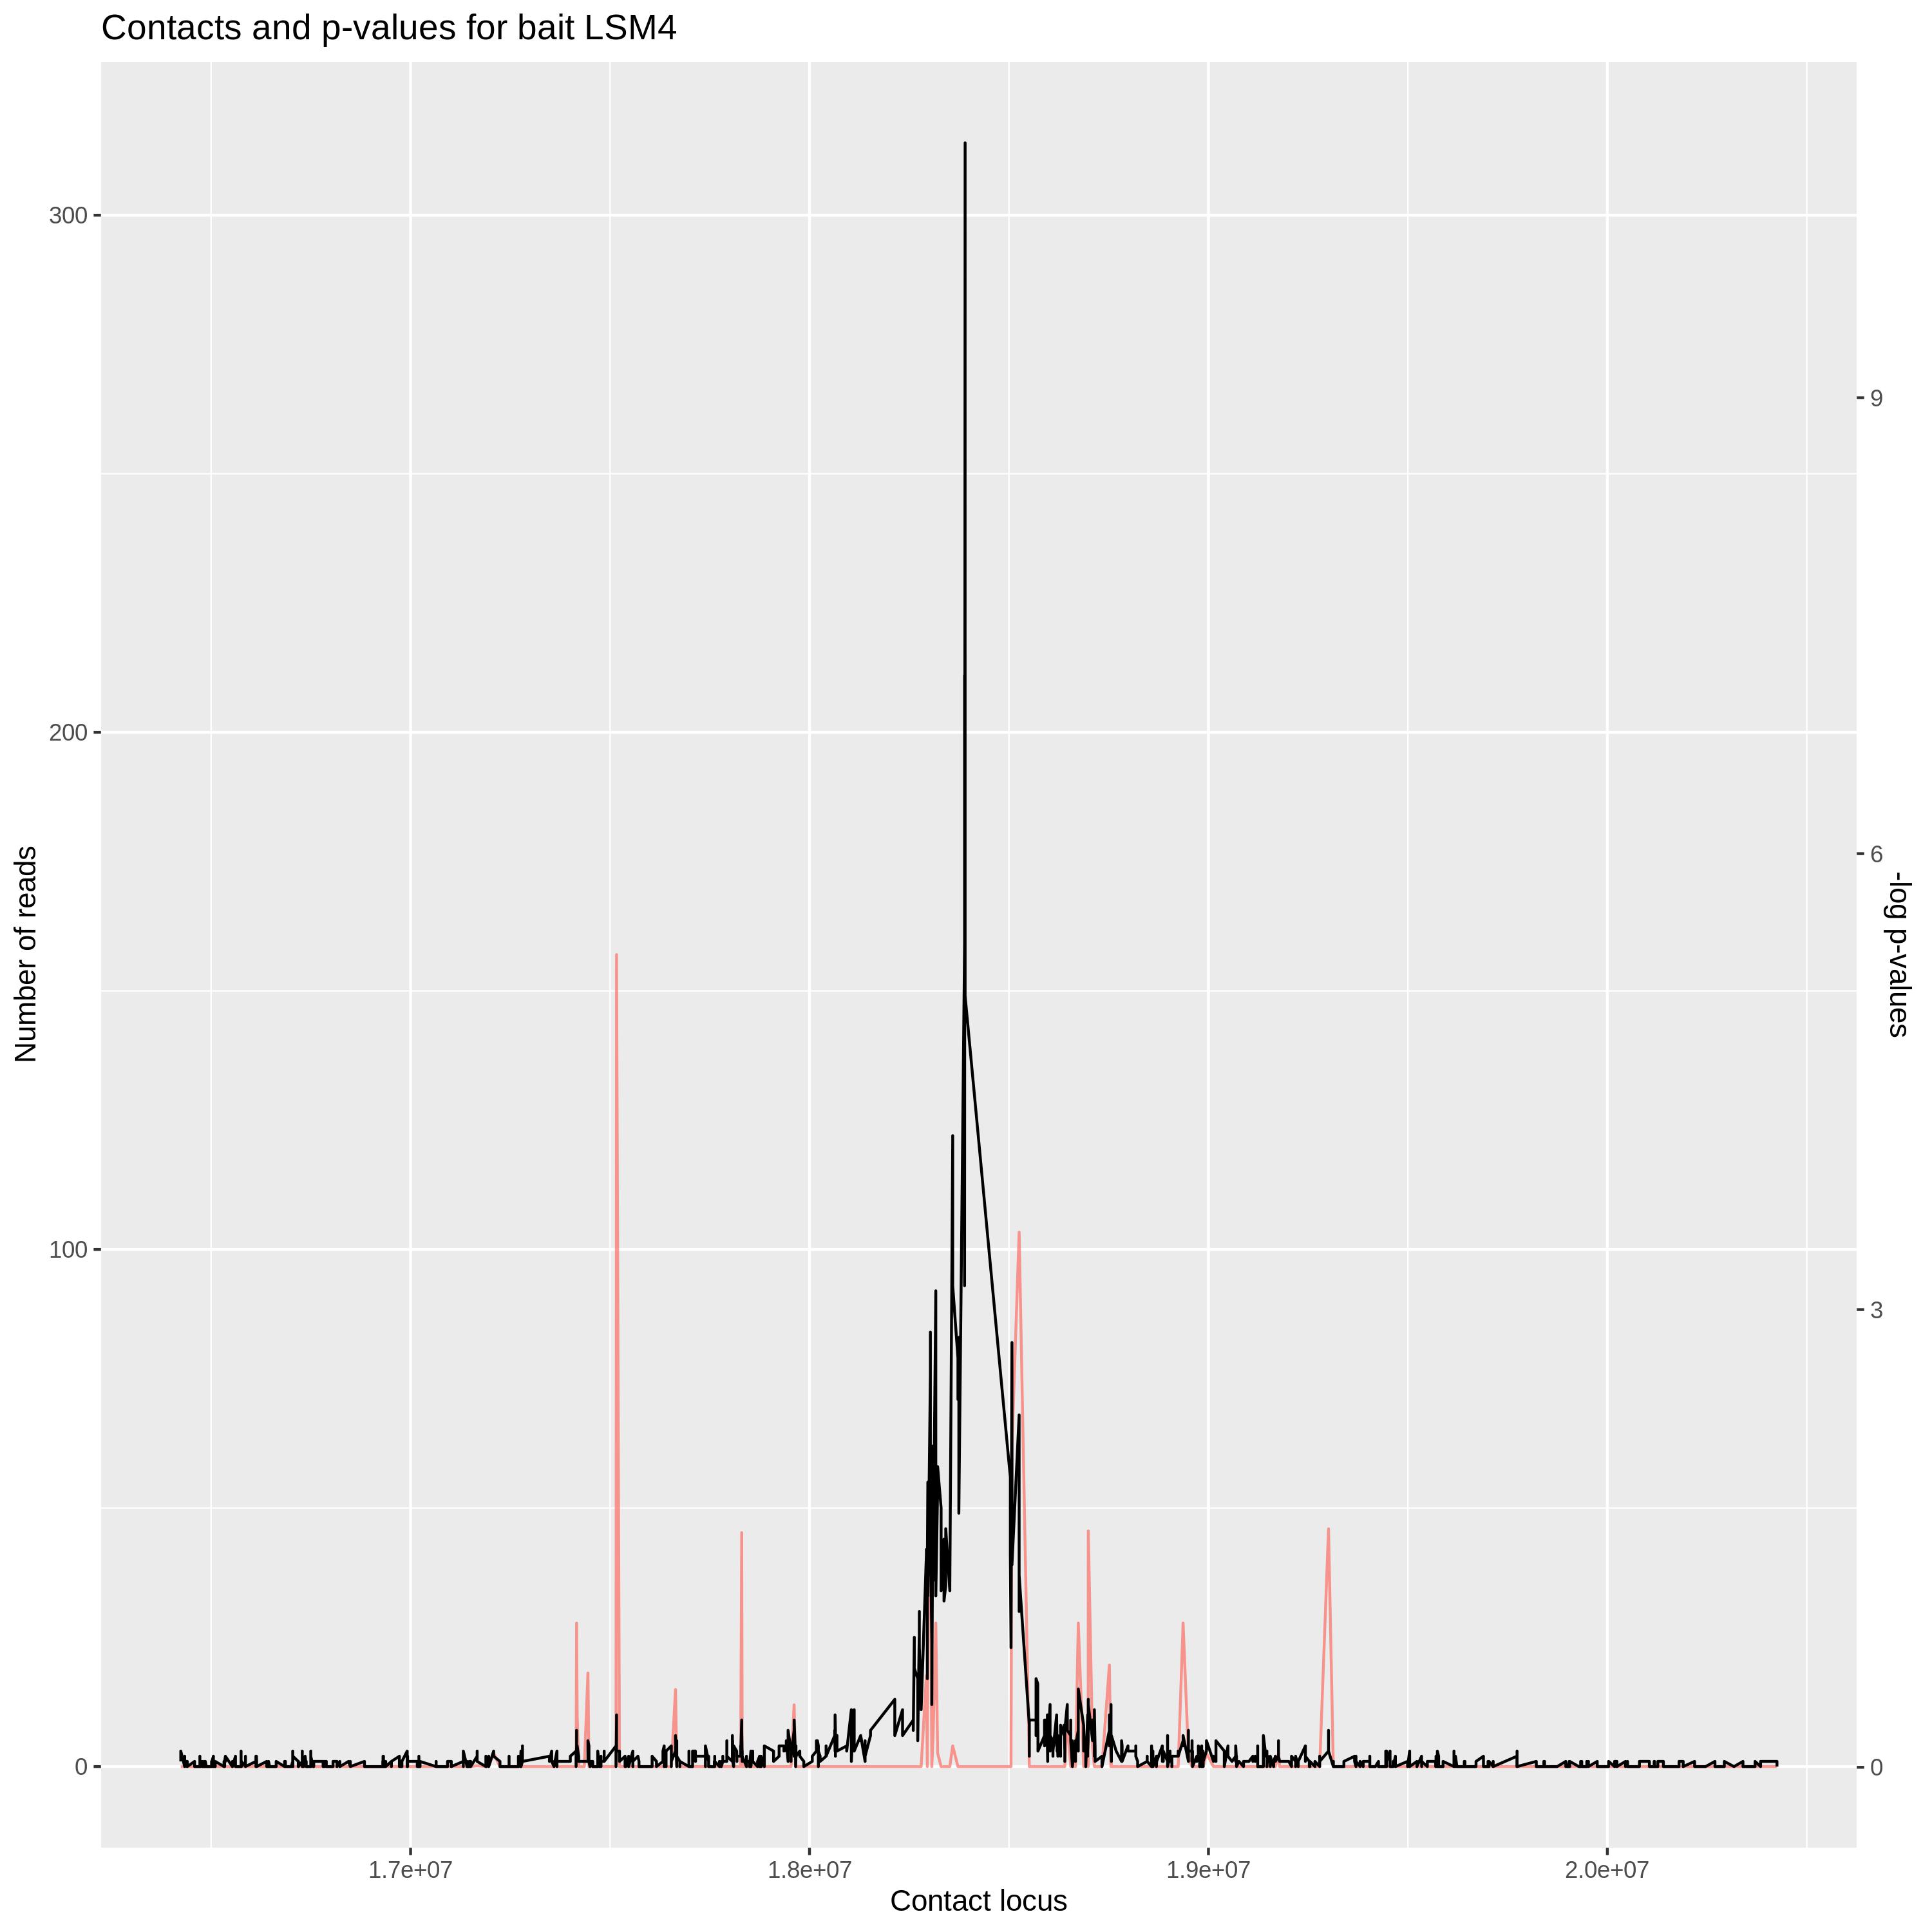 Contacts and p-values for bait LSM4
300
200
100
0
Number of reads
9
6
3
0
-log p-values
1.7e+07 1.8e+07 1.9e+07 2.0e+07
Contact locus